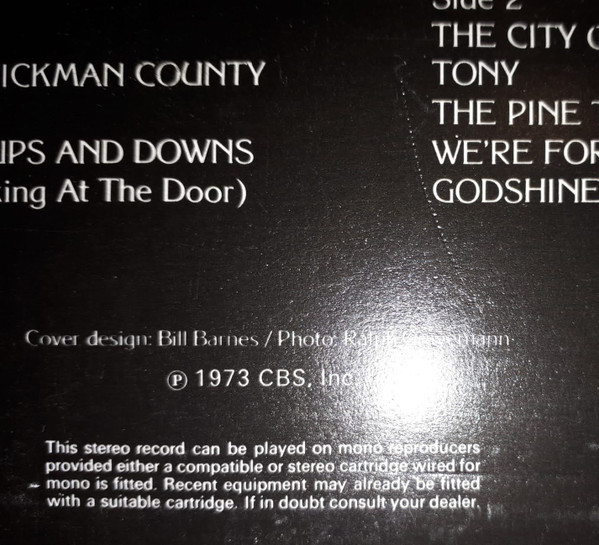 Side 2
THE CITY
ICKMAN COUNTY
TONY
THE PINE
UPS AND DOWNS
WE'RE FOR
king At The Door)
GODSHINE
Cover design: Bill Barnes / Photo:
℗ 1973 CBS, Inc.
This stereo record can be played on mono reproducers
provided either a compatible or stereo cartridge wired for
mono is fitted. Recent equipment may already be fitted
with a suitable cartridge. If in doubt consult your dealer.